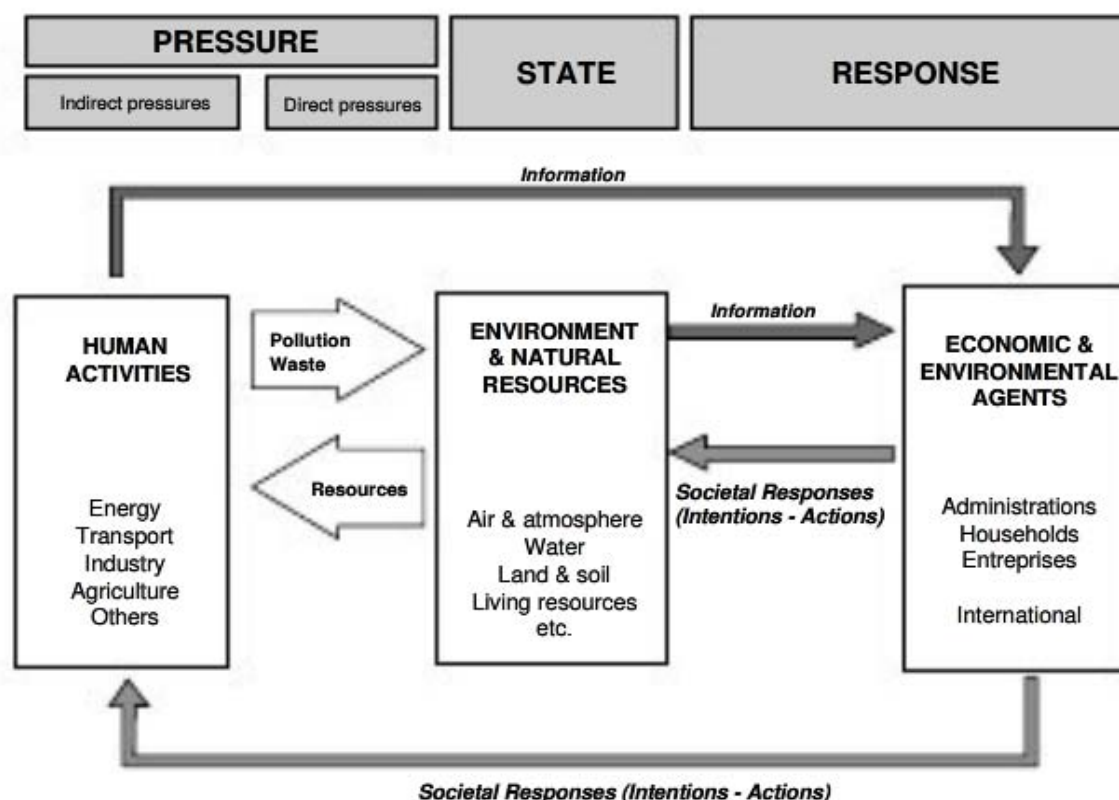 PRESSURE
Indirect pressures
Direct pressures
STATE
RESPONSE
Information
HUMAN
ACTIVITIES
Energy
Transport
Industry
Agriculture
Others
Pollution
Waste
Resources
ENVIRONMENT
& NATURAL
RESOURCES
Air & atmosphere
Water
Land & soil
Living resources
etc.
Information
Societal Responses
(Intentions - Actions)
ECONOMIC &
ENVIRONMENTAL
AGENTS
Administrations
Households
Entreprises
International
Societal Responses (Intentions - Actions)